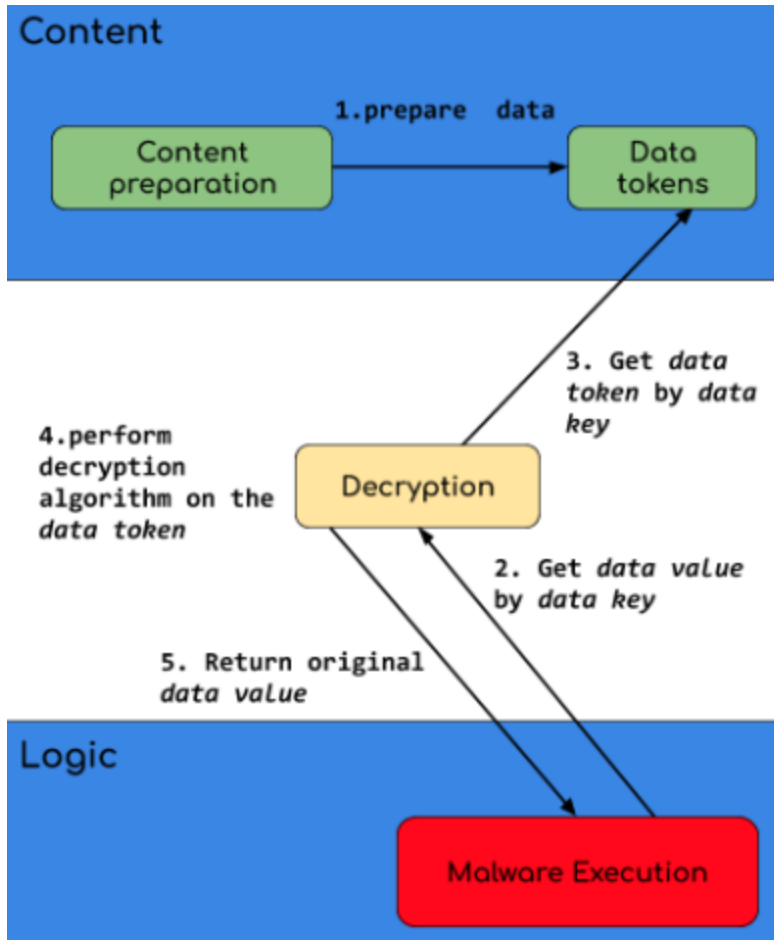 Content
1.prepare data
Content
preparation
Data
tokens
3. Get data
token by data
key
4.perform
decryption
algorithm on the
data token
Decryption
2. Get data value
by data key
5. Return original
data value
Logic
Malware Execution